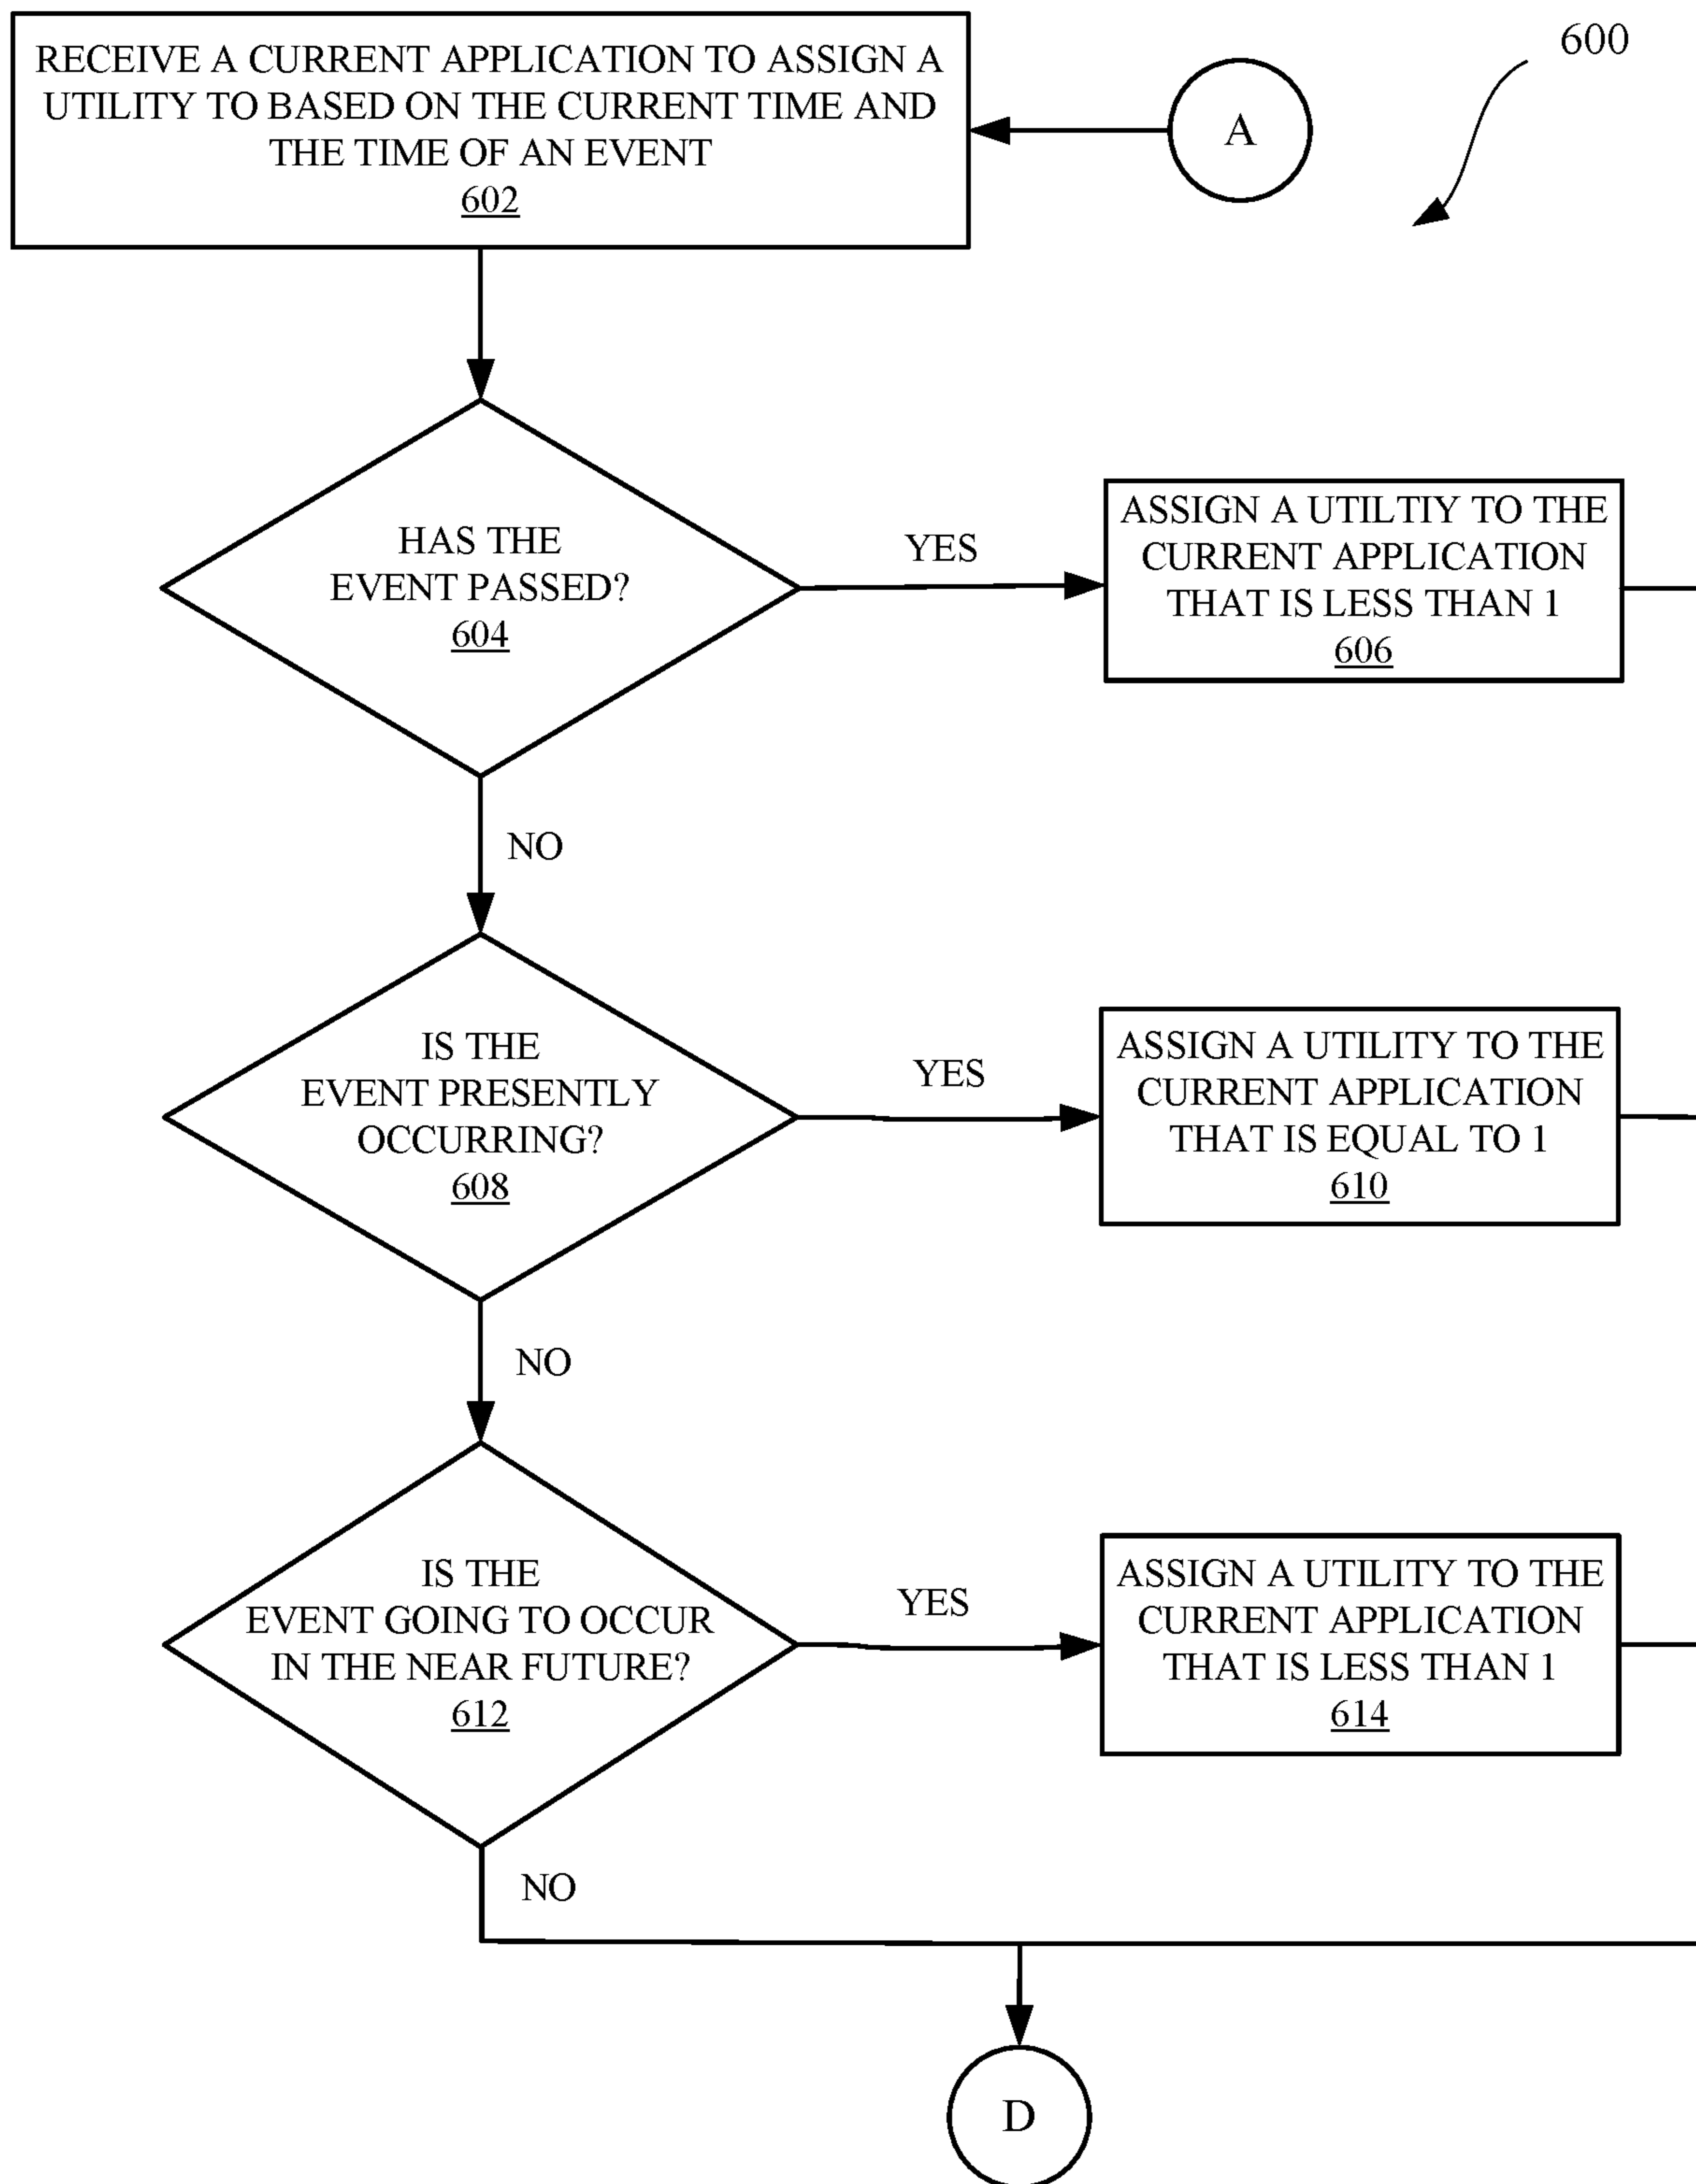 RECEIVE A CURRENT APPLICATION TO ASSIGN A
UTILITY TO BASED ON THE CURRENT TIME AND
THE TIME OF AN EVENT
602
A
600
HAS THE
EVENT PASSED?
604
YES
ASSIGN A UTILTIY TO THE
CURRENT APPLICATION
THAT IS LESS THAN 1
606
NO
IS THE
EVENT PRESENTLY
OCCURRING?
608
YES
ASSIGN A UTILITY TO THE
CURRENT APPLICATION
THAT IS EQUAL TO 1
610
NO
IS THE
EVENT GOING TO OCCUR
IN THE NEAR FUTURE?
612
YES
ASSIGN A UTILITY TO THE
CURRENT APPLICATION
THAT IS LESS THAN 1
614
NO
D